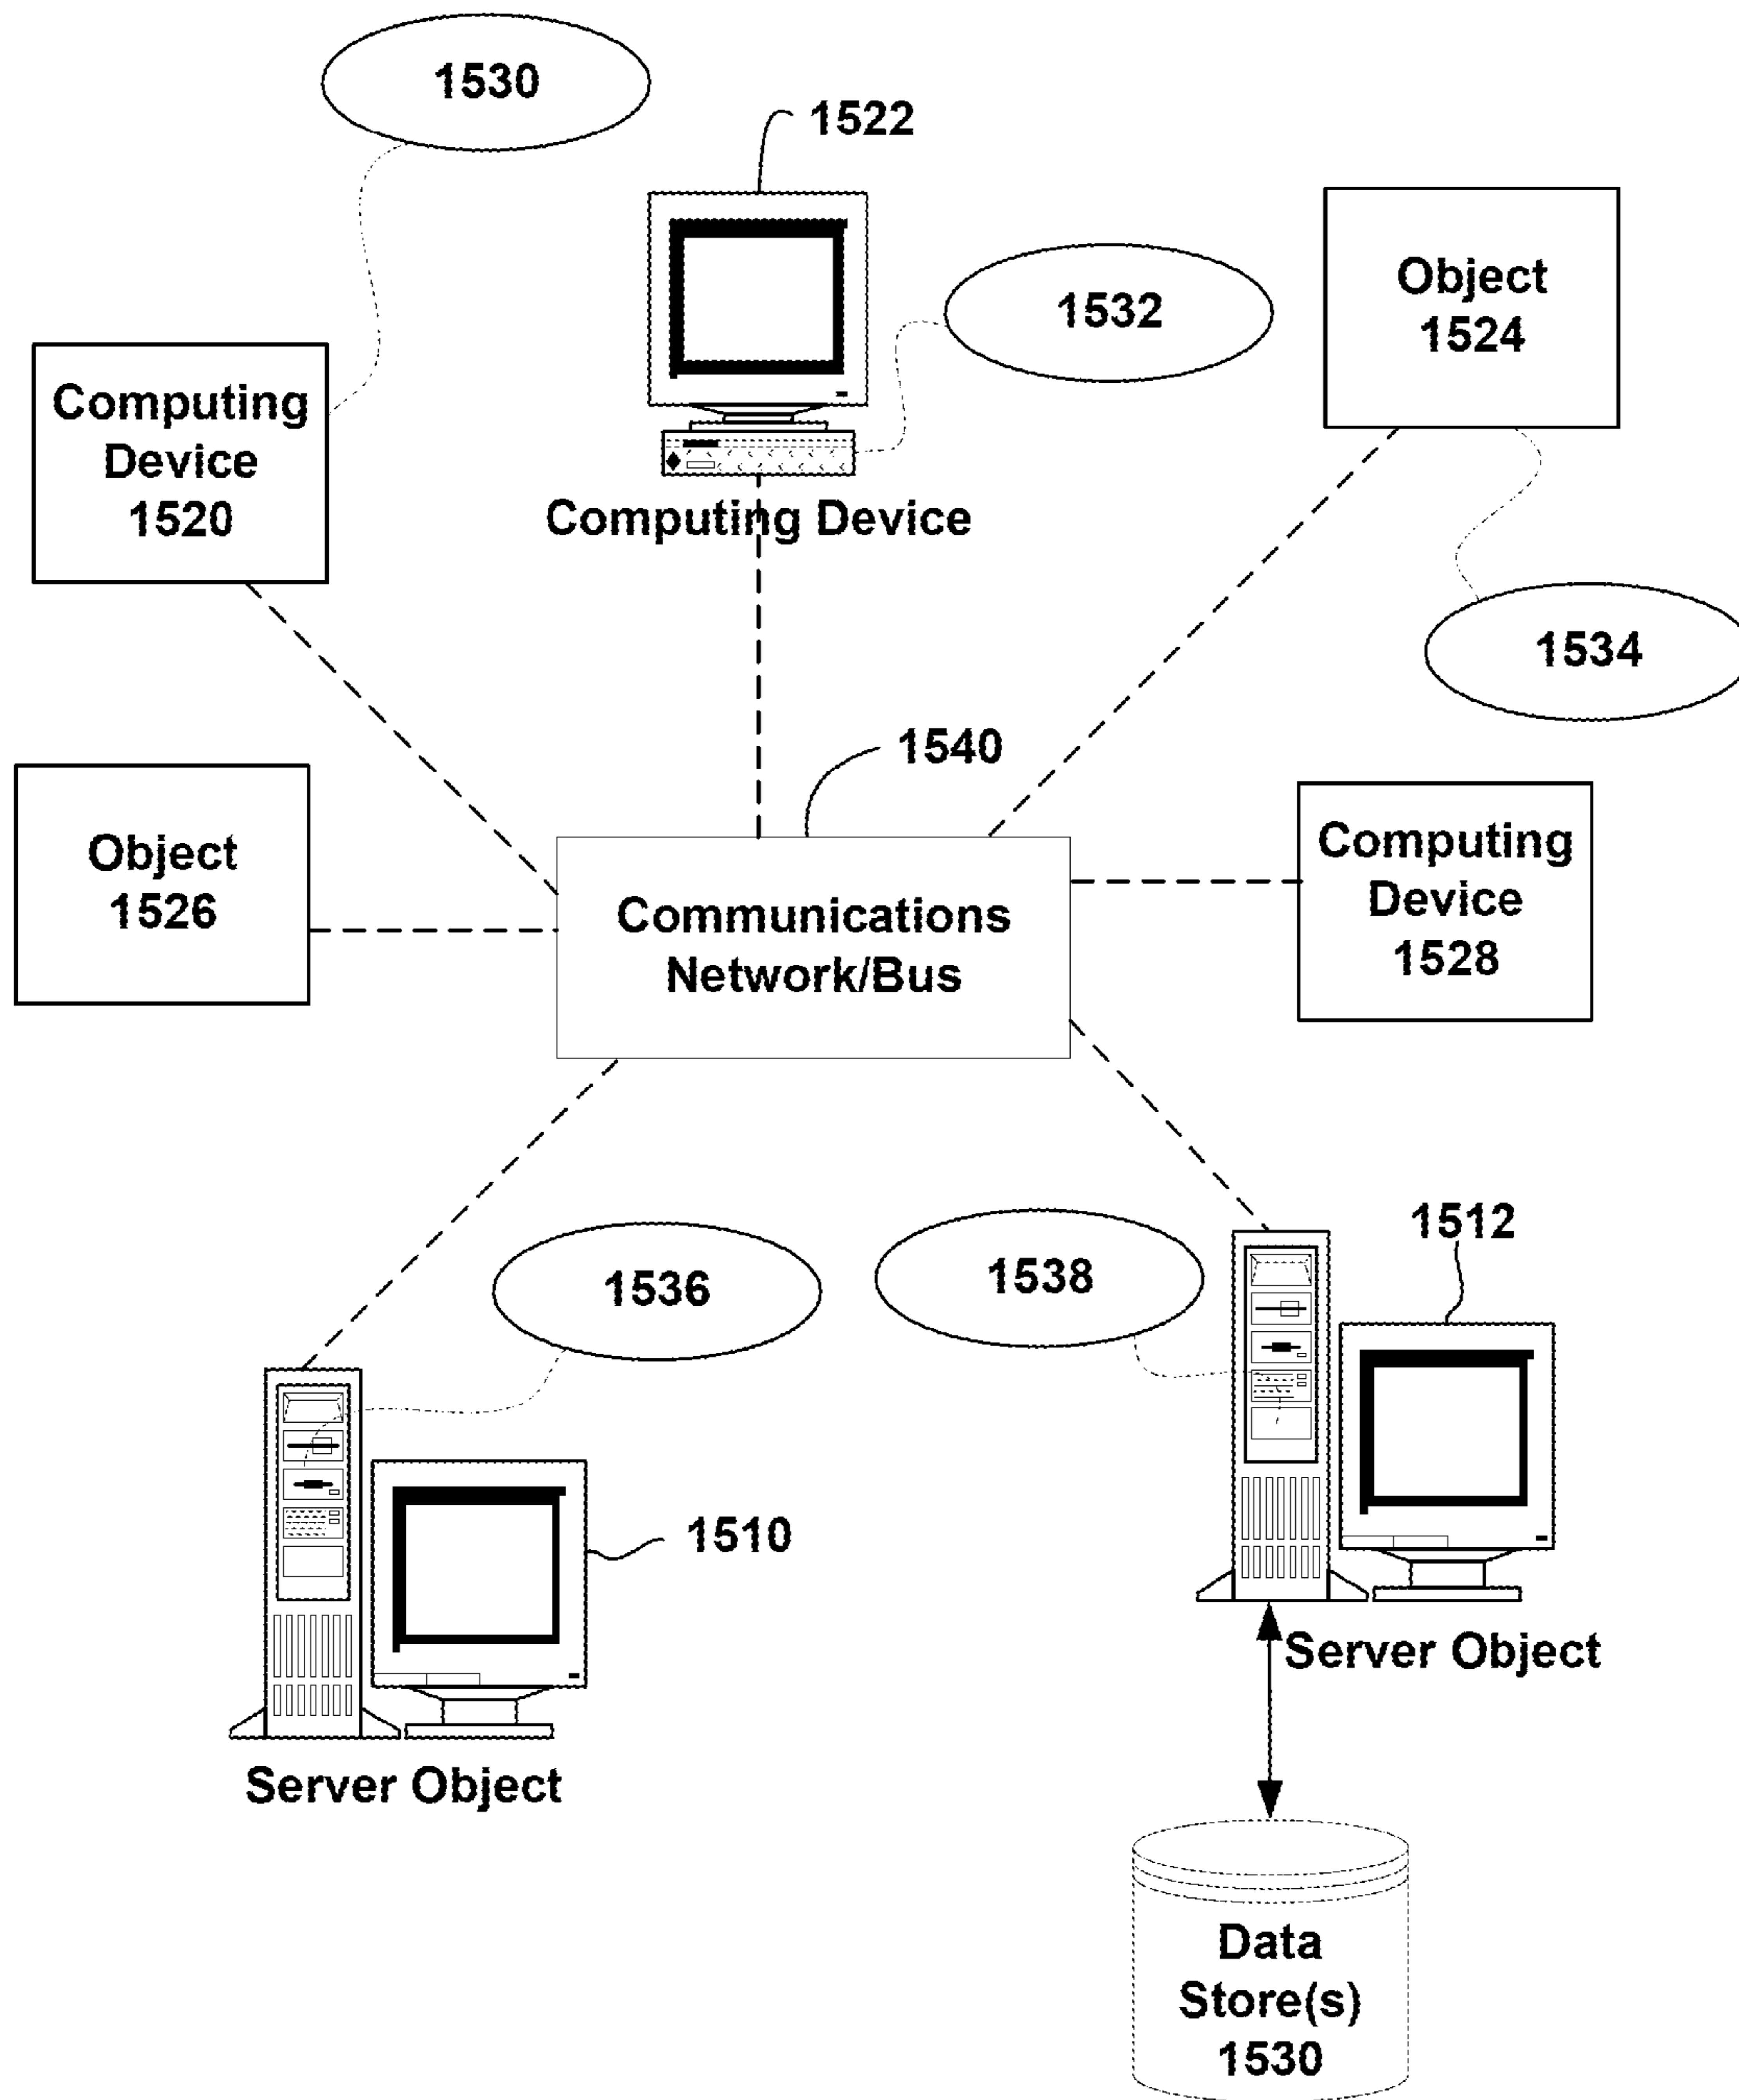 1530
1522
1532
Object
1524
Computing
Device
1520
Computing Device
1534
1540
Object
1526
Communications
Network/Bus
Computing
Device
1528
1512
1536
1538
1510
Server Object
Server Object
Data
Store(s)
1530